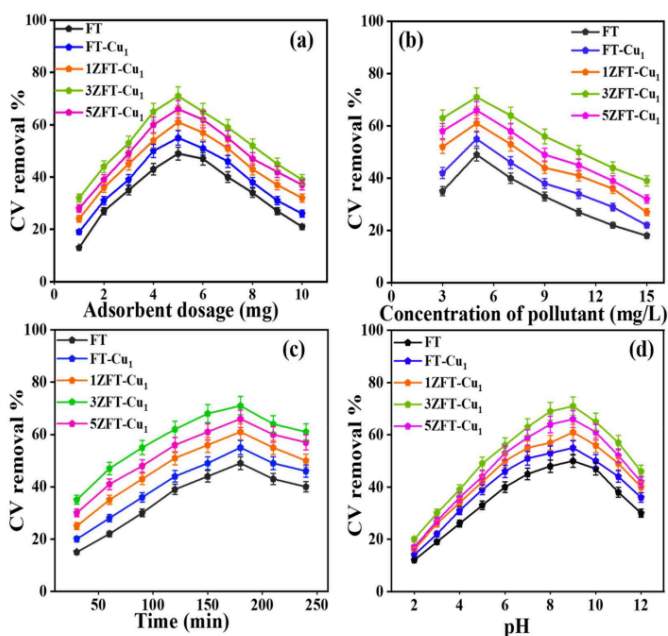 (a)
FT
FT-Cu₁
1ZFT-Cu₁
3ZFT-Cu₁
5ZFT-Cu₁
CV removal %
100
80
60
40
20
0
0 2 4 6 8 10
Adsorbent dosage (mg)
(b)
FT
FT-Cu₁
1ZFT-Cu₁
3ZFT-Cu₁
5ZFT-Cu₁
CV removal %
100
80
60
40
20
0
3 6 9 12 15
Concentration of pollutant (mg/L)
(c)
FT
FT-Cu₁
1ZFT-Cu₁
3ZFT-Cu₁
5ZFT-Cu₁
CV removal %
100
80
60
40
20
0
50 100 150 200 250
Time (min)
(d)
FT
FT-Cu₁
1ZFT-Cu₁
3ZFT-Cu₁
5ZFT-Cu₁
CV removal %
100
80
60
40
20
0
2 4 6 8 10 12
pH